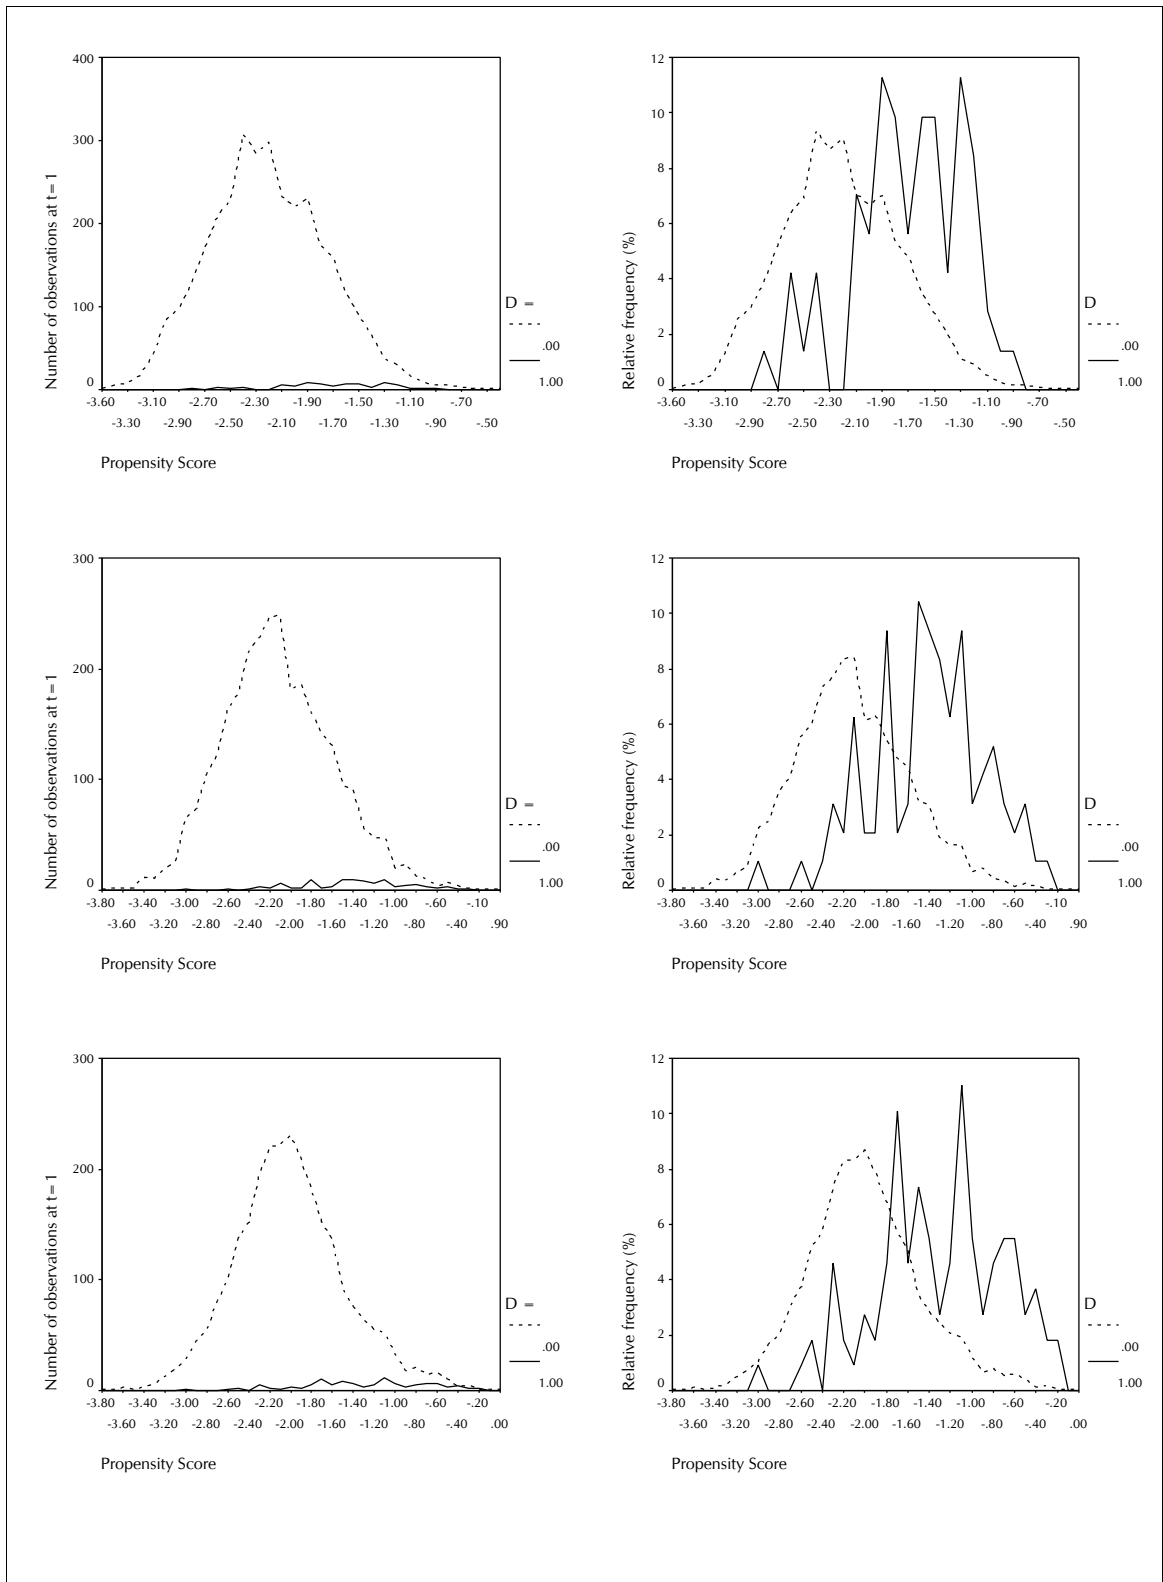 400
300
200
100
0
Number of observations at t = 1
-3.60 -3.10 -2.70 -2.30 -1.90 -1.50 -1.10 -.70
-3.30 -2.90 -2.50 -2.10 -1.70 -1.30 -.90 -.50
Propensity Score
D =
.00
1.00
12
10
8
6
4
2
0
Relative frequency (%)
-3.60 -3.10 -2.70 -2.30 -1.90 -1.50 -1.10 -.70
-3.30 -2.90 -2.50 -2.10 -1.70 -1.30 -.90 -.50
Propensity Score
D
.00
1.00
300
200
100
0
Number of observations at t = 1
-3.80 -3.40 -3.00 -2.60 -2.20 -1.80 -1.40 -1.00 -.60 -.10
-3.60 -3.20 -2.80 -2.40 -2.00 -1.60 -1.20 -.80 -.40 .90
Propensity Score
D =
.00
1.00
12
10
8
6
4
2
0
Relative frequency (%)
-3.80 -3.40 -3.00 -2.60 -2.20 -1.80 -1.40 -1.00 -.60 -.10
-3.60 -3.20 -2.80 -2.40 -2.00 -1.60 -1.20 -.80 -.40 .90
Propensity Score
D
.00
1.00
300
200
100
0
Number of observations at t = 1
-3.80 -3.40 -3.00 -2.60 -2.20 -1.80 -1.40 -1.00 -.60 -.20
-3.60 -3.20 -2.80 -2.40 -2.00 -1.60 -1.20 -.80 -.40 .00
Propensity Score
D =
.00
1.00
12
10
8
6
4
2
0
Relative frequency (%)
-3.80 -3.40 -3.00 -2.60 -2.20 -1.80 -1.40 -1.00 -.60 -.20
-3.60 -3.20 -2.80 -2.40 -2.00 -1.60 -1.20 -.80 -.40 .00
Propensity Score
D
.00
1.00